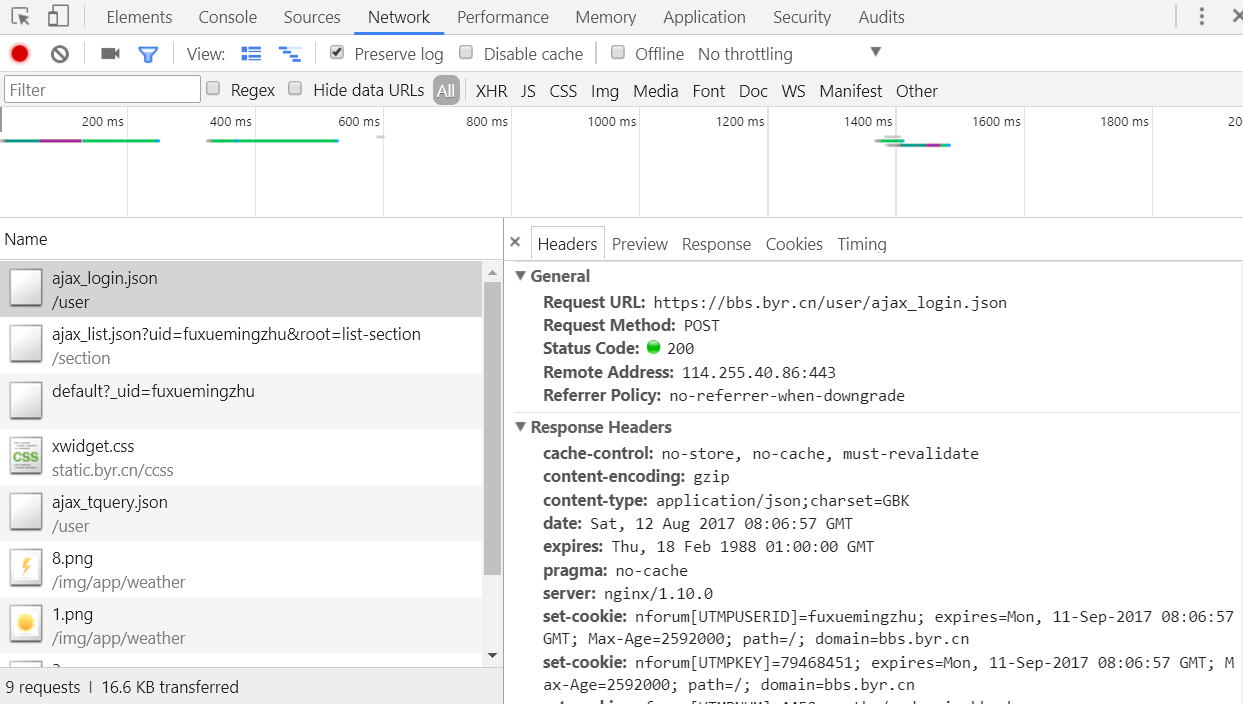 Elements Console Sources Network Performance Memory Application Security Audits
View: Preserve log Disable cache Offline No throttling
Filter Regex Hide data URLs All XHR JS CSS Img Media Font Doc WS Manifest Other
200 ms 400 ms 600 ms 800 ms 1000 ms 1200 ms 1400 ms 1600 ms 1800 ms 20
Name
ajax_login.json
/user
ajax_list.json?uid=fuxuemingzhu&root=list-section
/section
default?_uid=fuxuemingzhu
CSS
xwidget.css
static.byr.cn/ccss
ajax_tquery.json
/user
8.png
/img/app/weather
1.png
/img/app/weather
9 requests | 16.6 KB transferred
× Headers Preview Response Cookies Timing
General
Request URL: https://bbs.byr.cn/user/ajax_login.json
Request Method: POST
Status Code: 200
Remote Address: 114.255.40.86:443
Referrer Policy: no-referrer-when-downgrade
Response Headers
cache-control: no-store, no-cache, must-revalidate
content-encoding: gzip
content-type: application/json;charset=GBK
date: Sat, 12 Aug 2017 08:06:57 GMT
expires: Thu, 18 Feb 1988 01:00:00 GMT
pragma: no-cache
server: nginx/1.10.0
set-cookie: nforum[UTMPUSERID]=fuxuemingzhu; expires=Mon, 11-Sep-2017 08:06:57
GMT; Max-Age=2592000; path=/; domain=bbs.byr.cn
set-cookie: nforum[UTMPKEY]=79468451; expires=Mon, 11-Sep-2017 08:06:57 GMT; M
ax-Age=2592000; path=/; domain=bbs.byr.cn